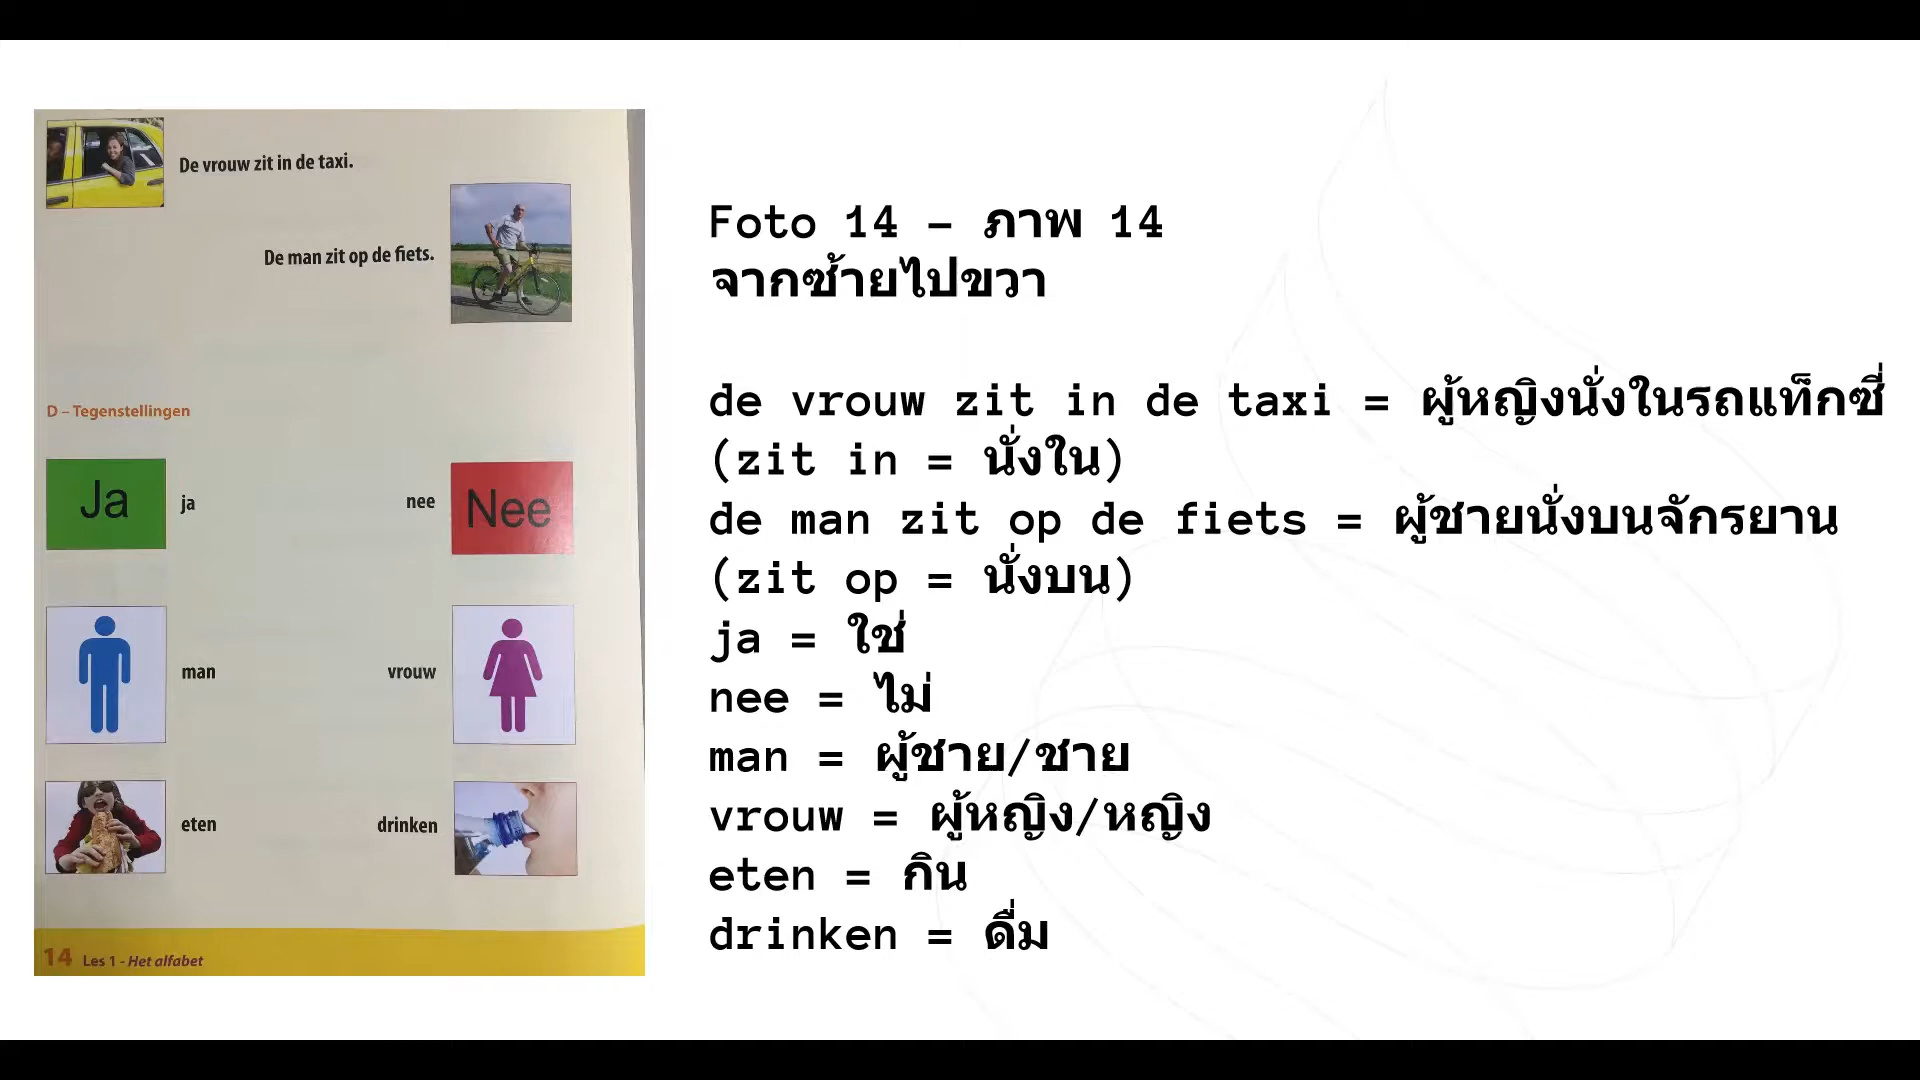 De vrouw zit in de taxi.
De man zit op de fiets.
D – Tegenstellingen
Ja ja nee Nee
man vrouw
eten drinken
14 Les 1 - Het alfabet
Foto 14 – ภาพ 14
จากซ้ายไปขวา
de vrouw zit in de taxi = ผู้หญิงนั่งในรถแท็กซี่
(zit in = นั่งใน)
de man zit op de fiets = ผู้ชายนั่งบนจักรยาน
(zit op = นั่งบน)
ja = ใช่
nee = ไม่
man = ผู้ชาย/ชาย
vrouw = ผู้หญิง/หญิง
eten = กิน
drinken = ดื่ม